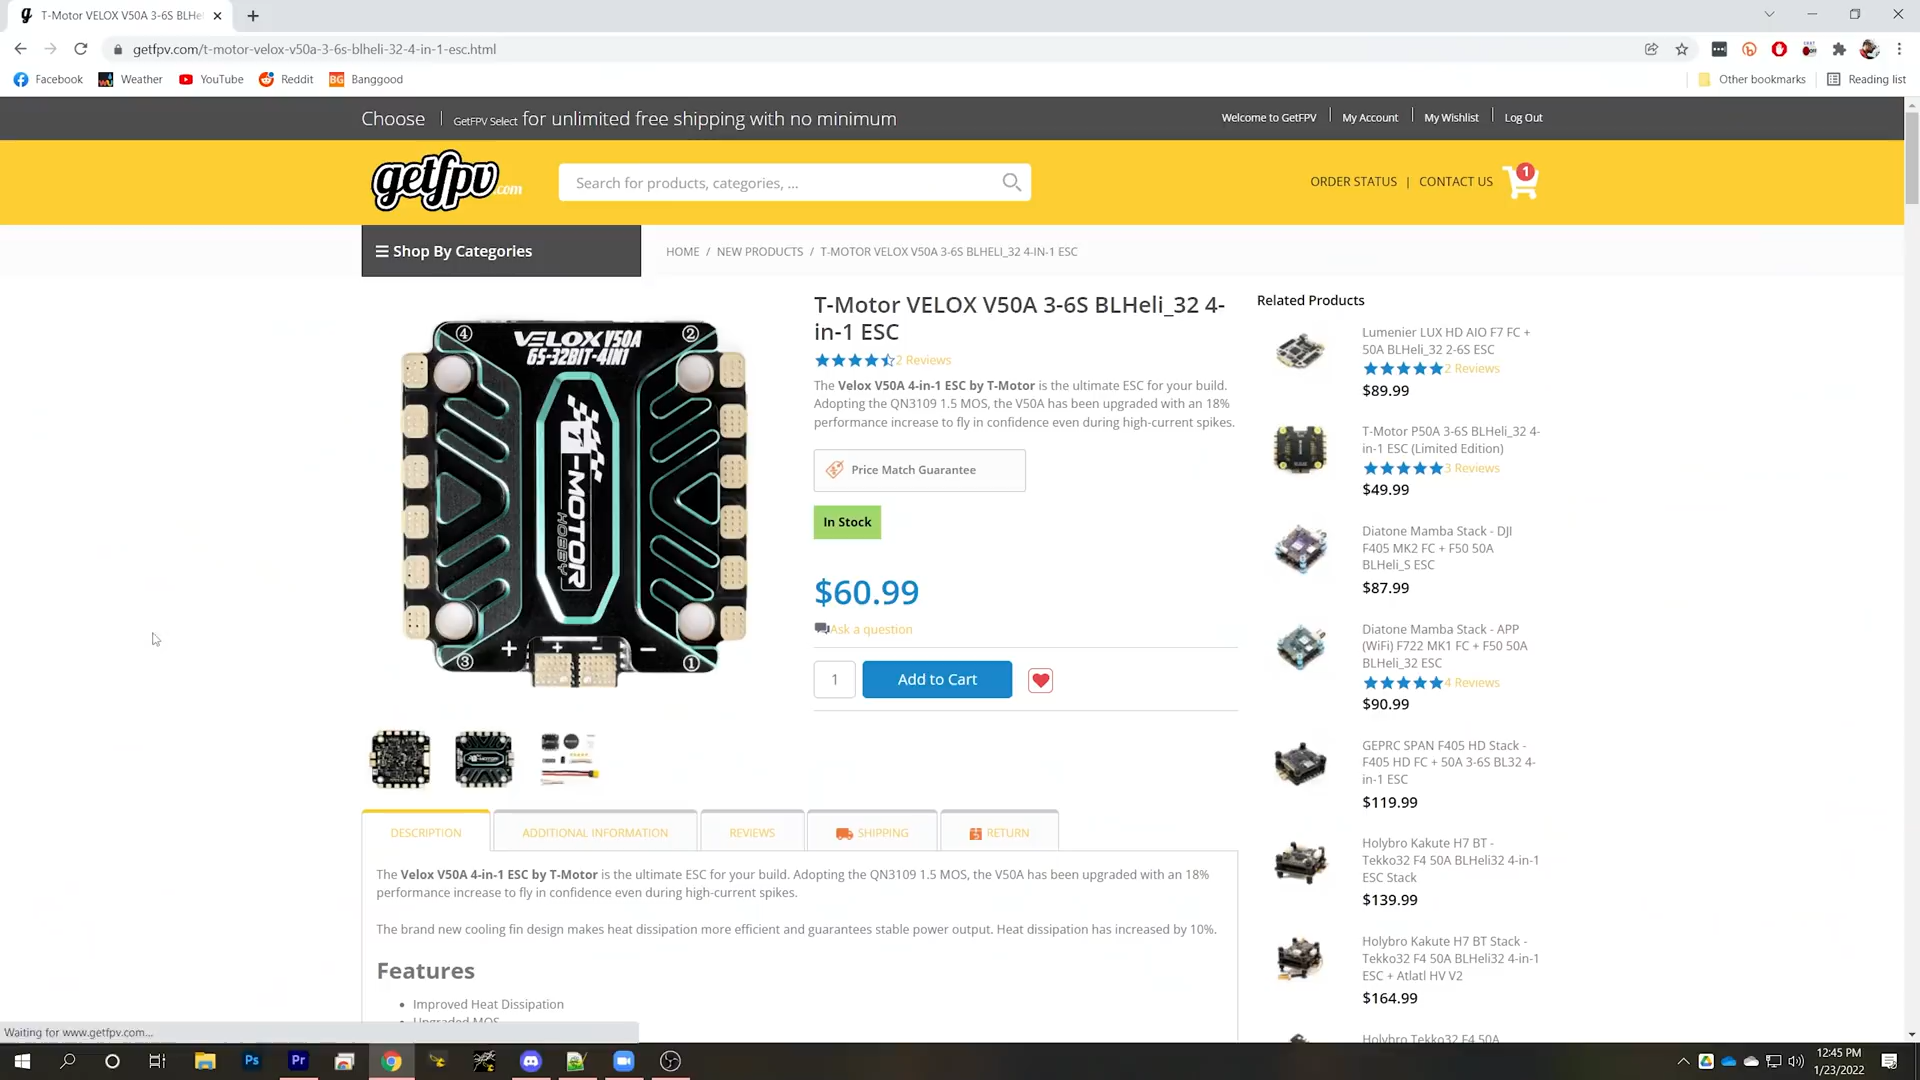 T-Motor VELOX V50A 3-6S BLHe
getfpv.com/t-motor-velox-v50a-3-6s-blheli-32-4-in-1-esc.html
Facebook
Weather
YouTube
Reddit
BG
Banggood
Other bookmarks
Reading list
Choose | GetFPV Select for unlimited free shipping with no minimum
Welcome to GetFPV
My Account
My Wishlist
Log Out
getfpv.com
Search for products, categories, ...
ORDER STATUS | CONTACT US
1
Shop By Categories
HOME / NEW PRODUCTS / T-MOTOR VELOX V50A 3-6S BLHELI_32 4-IN-1 ESC
VELOX V50A
6S-32BIT-4IN1
T-MOTOR
HOBBY
④
②
③
①
+
+
−
−
T-Motor VELOX V50A 3-6S BLHeli_32 4-
in-1 ESC
2 Reviews
The Velox V50A 4-in-1 ESC by T-Motor is the ultimate ESC for your build.
Adopting the QN3109 1.5 MOS, the V50A has been upgraded with an 18%
performance increase to fly in confidence even during high-current spikes.
Price Match Guarantee
In Stock
$60.99
Ask a question
1
Add to Cart
Related Products
Lumenier LUX HD AIO F7 FC +
50A BLHeli_32 2-6S ESC
2 Reviews
$89.99
T-Motor P50A 3-6S BLHeli_32 4-
in-1 ESC (Limited Edition)
3 Reviews
$49.99
Diatone Mamba Stack - DJI
F405 MK2 FC + F50 50A
BLHeli_S ESC
$87.99
Diatone Mamba Stack - APP
(WiFi) F722 MK1 FC + F50 50A
BLHeli_32 ESC
4 Reviews
$90.99
GEPRC SPAN F405 HD Stack -
F405 HD FC + 50A 3-6S BL32 4-
in-1 ESC
$119.99
Holybro Kakute H7 BT -
Tekko32 F4 50A BLHeli32 4-in-1
ESC Stack
$139.99
Holybro Kakute H7 BT Stack -
Tekko32 F4 50A BLHeli32 4-in-1
ESC + Atlatl HV V2
$164.99
Holybro Tekko32 F4 50A
DESCRIPTION
ADDITIONAL INFORMATION
REVIEWS
SHIPPING
RETURN
The Velox V50A 4-in-1 ESC by T-Motor is the ultimate ESC for your build. Adopting the QN3109 1.5 MOS, the V50A has been upgraded with an 18%
performance increase to fly in confidence even during high-current spikes.
The brand new cooling fin design makes heat dissipation more efficient and guarantees stable power output. Heat dissipation has increased by 10%.
Features
Improved Heat Dissipation
Upgraded MOS
Waiting for www.getfpv.com...
Ps
Pr
12:45 PM
1/23/2022